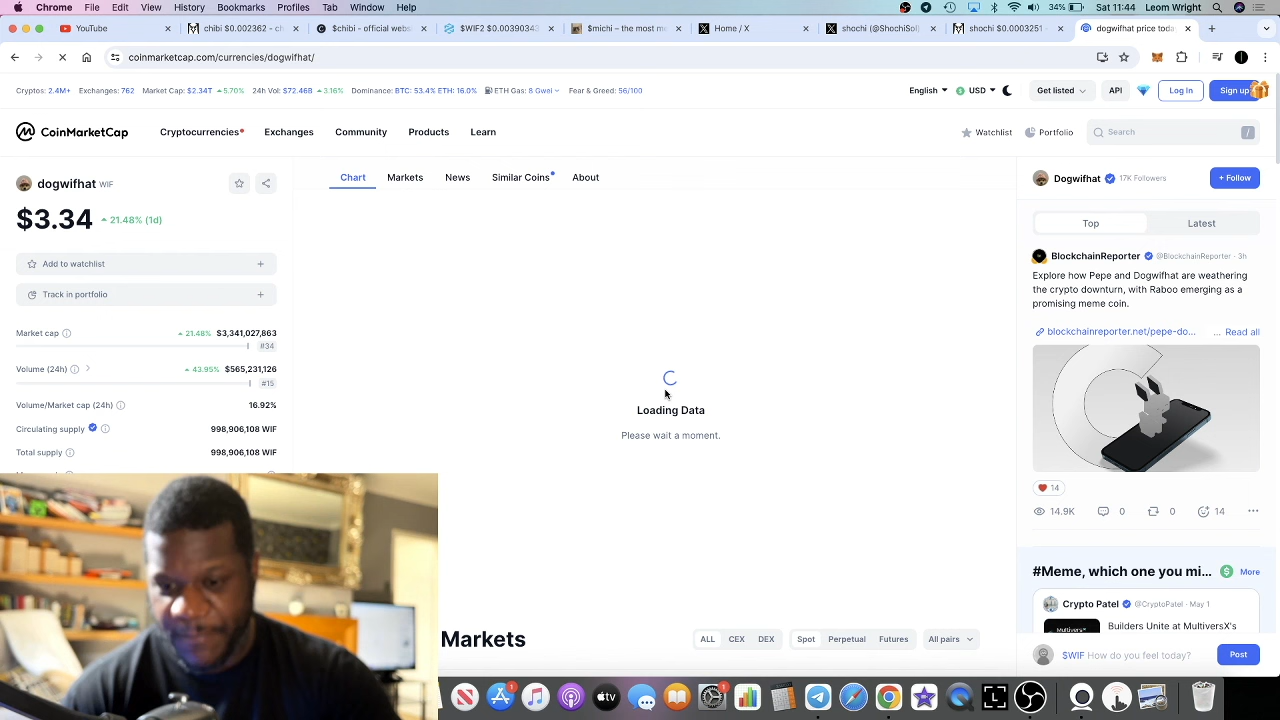 Chrome File Edit View History Bookmarks Profiles Tab Window Help
34% Sat 11:44 Leom Wright
YouTube
chibi $0.002362 - ch
$chibi - official
$WIF2 $0.00390343
$michi – the most me
Home / X
shochi (@ShochiSol
shochi $0.0003251 -
dogwifhat price today
coinmarketcap.com/currencies/dogwifhat/
Cryptos: 2.4M+ Exchanges: 762 Market Cap: $2.34T 5.70% 24h Vol: $72.46B 3.16% Dominance: BTC: 53.4% ETH: 16.0% ETH Gas: 8 Gwei Fear & Greed: 56/100
English USD Get listed API Log In Sign up
CoinMarketCap Cryptocurrencies Exchanges Community Products Learn Watchlist Portfolio Search /
dogwifhat WIF
$3.34 21.48% (1d)
Add to watchlist +
Track in portfolio +
Market cap 21.48% $3,341,027,863
#34
Volume (24h) 43.95% $565,231,126
#15
Volume/Market cap (24h) 16.92%
Circulating supply 998,906,108 WIF
Total supply 998,906,108 WIF
Chart Markets News Similar Coins About
Loading Data
Please wait a moment.
Markets ALL CEX DEX Spot Perpetual Futures All pairs
Dogwifhat 17K Followers + Follow
Top Latest
BlockchainReporter @BlockchainReporter · 3h
Explore how Pepe and Dogwifhat are weathering
the crypto downturn, with Raboo emerging as a
promising meme coin.
blockchainreporter.net/pepe-do... ... Read all
14
14.9K 0 0 14
#Meme, which one you mi... More
Crypto Patel @CryptoPatel · May 1
Builders Unite at MultiversX's
$WIF How do you feel today? Post